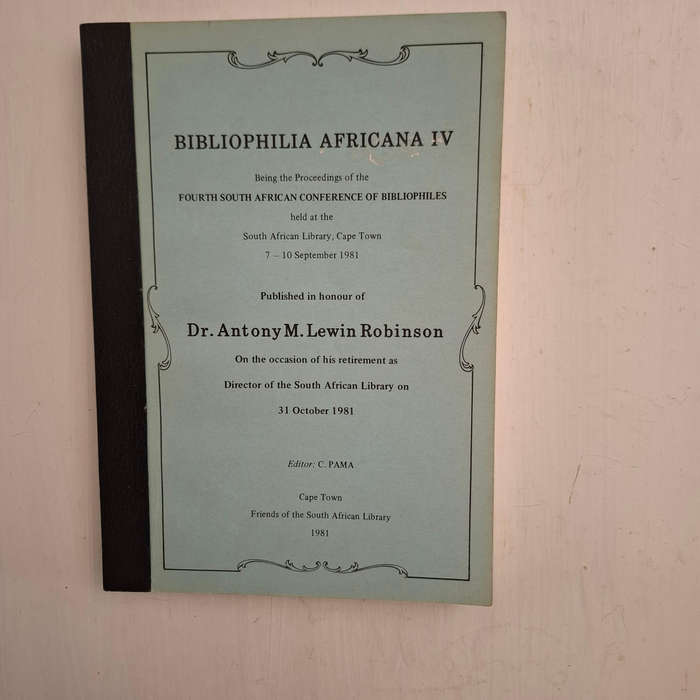 BIBLIOPHILIA AFRICANA IV
Being the Proceedings of the
FOURTH SOUTH AFRICAN CONFERENCE OF BIBLIOPHILES
held at the
South African Library, Cape Town
7 – 10 September 1981
Published in honour of
Dr. Antony M. Lewin Robinson
On the occasion of his retirement as
Director of the South African Library on
31 October 1981
Editor: C. PAMA
Cape Town
Friends of the South African Library
1981